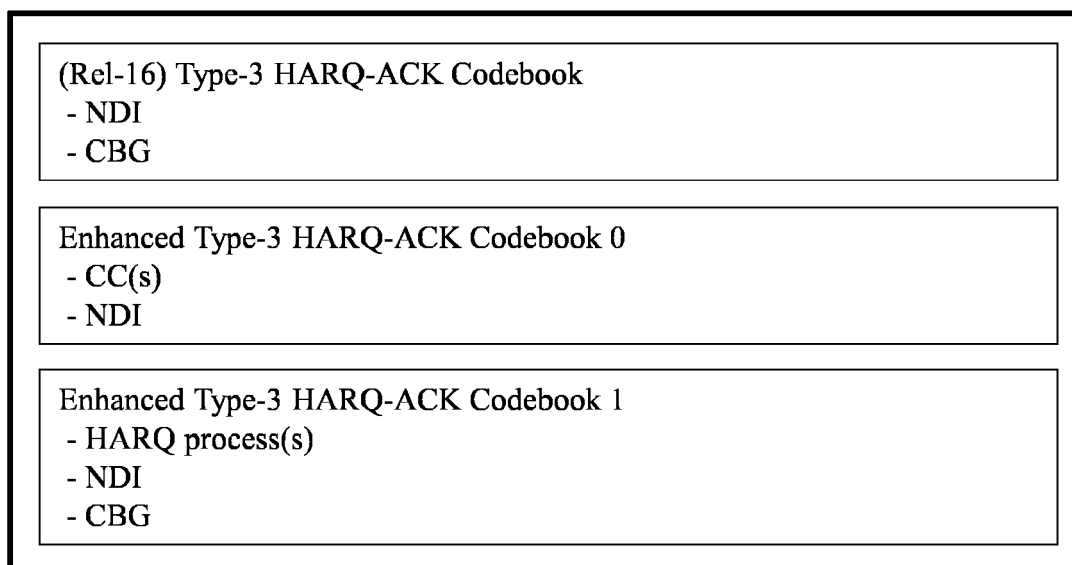 (Rel-16) Type-3 HARQ-ACK Codebook
- NDI
- CBG
Enhanced Type-3 HARQ-ACK Codebook 0
- CC(s)
- NDI
Enhanced Type-3 HARQ-ACK Codebook 1
- HARQ process(s)
- NDI
- CBG